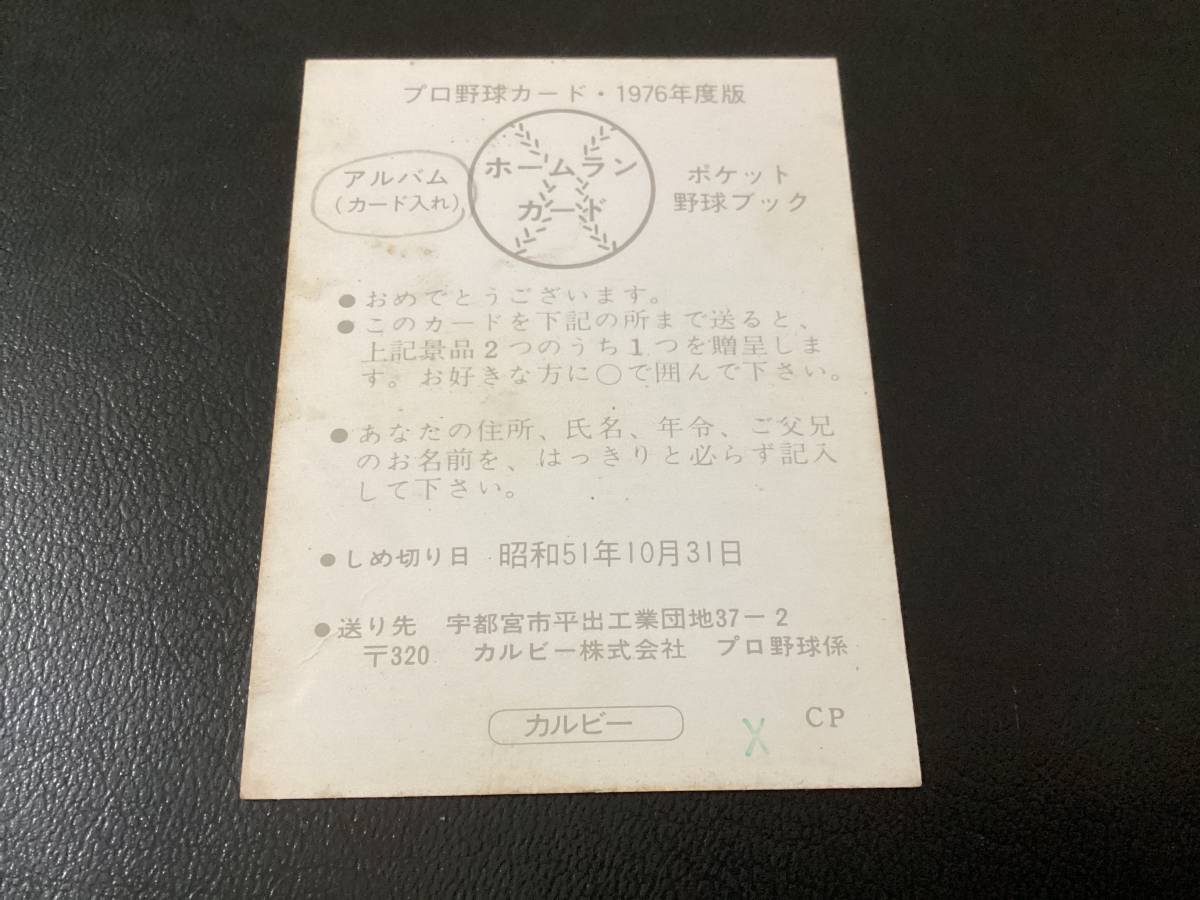 プロ野球カード・1976年度版
アルバム
(カード入れ)
ホームラン
カード
ポケット
野球ブック
●おめでとうございます。
●このカードを下記の所まで送ると、
上記景品2つのうち1つを贈呈しま
す。お好きな方に○で囲んで下さい。
●あなたの住所、氏名、年令、ご父兄
のお名前を、はっきりと必らず記入
して下さい。
●しめ切り日 昭和51年10月31日
●送り先 宇都宮市平出工業団地37-2
〒320 カルビー株式会社 プロ野球係
カルビー
X
CP